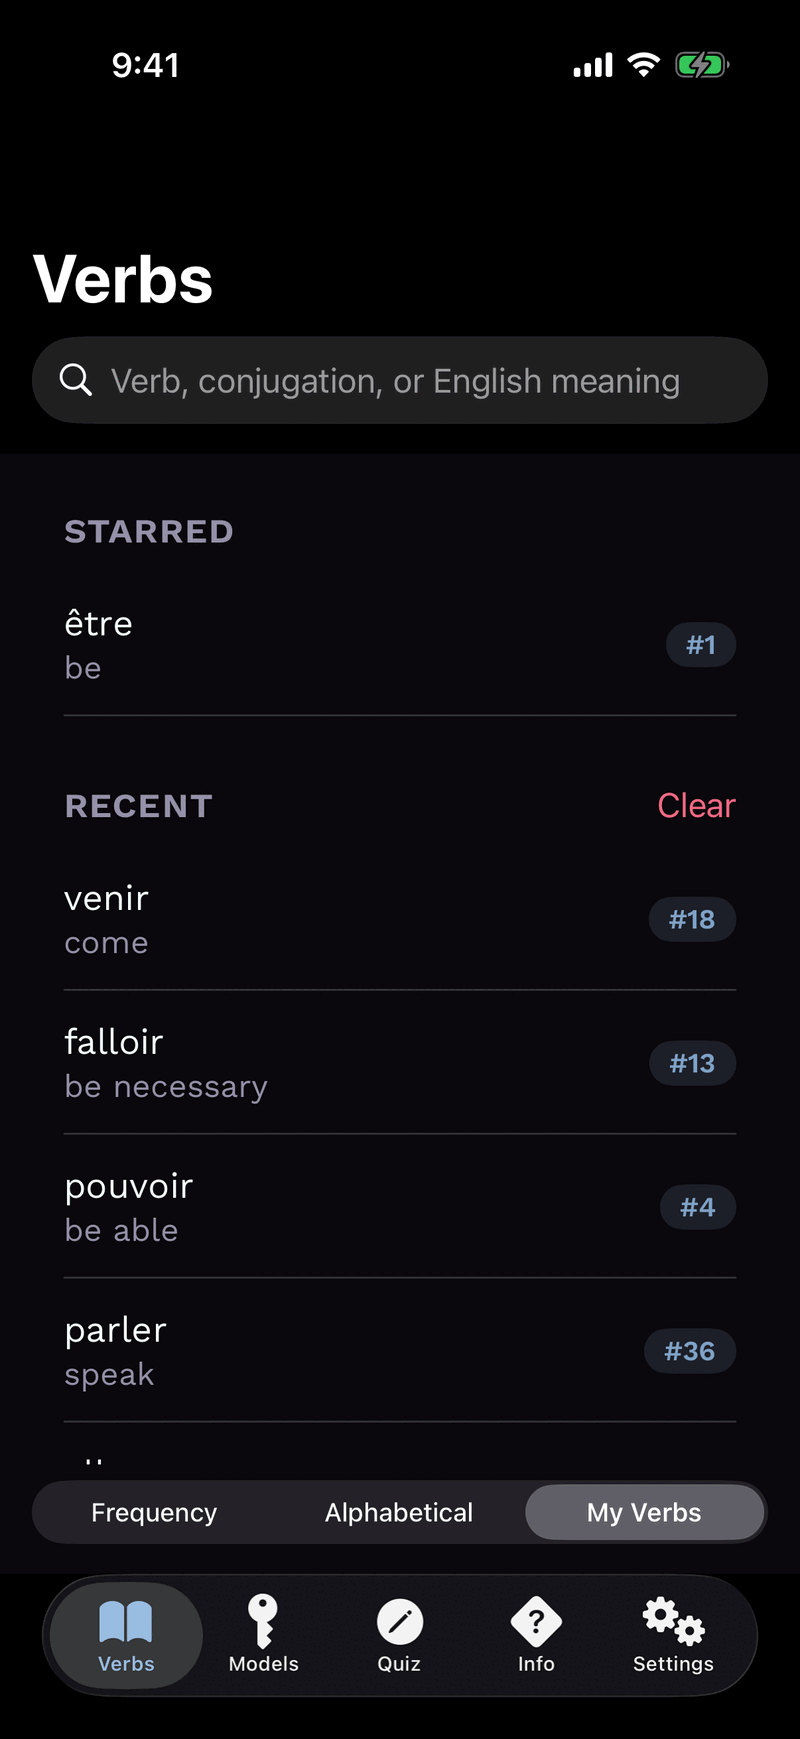 9:41
Verbs
Verb, conjugation, or English meaning
STARRED
être
be
#1
RECENT
Clear
venir
come
#18
falloir
be necessary
#13
pouvoir
be able
#4
parler
speak
#36
Frequency
Alphabetical
My Verbs
Verbs
Models
Quiz
Info
Settings